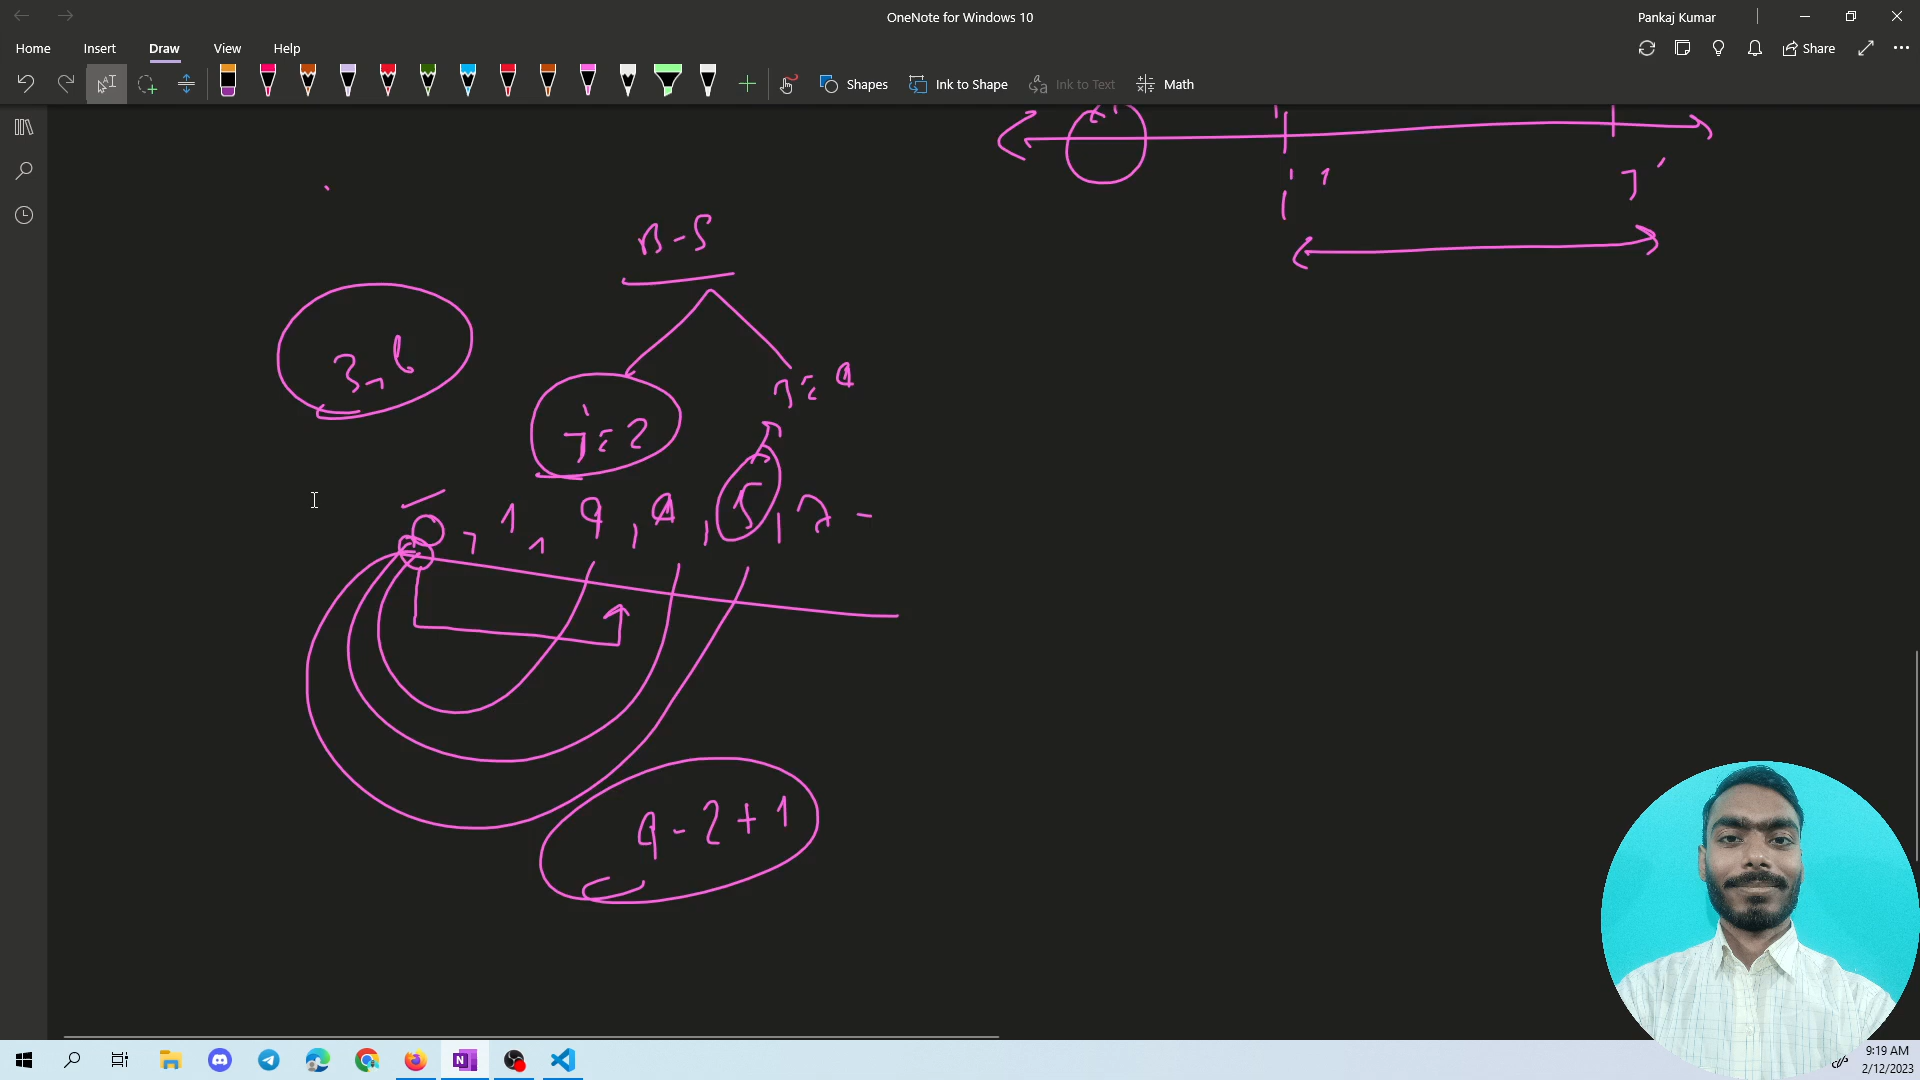 OneNote for Windows 10
Pankaj Kumar
Home Insert Draw View Help
Share
Shapes Ink to Shape Ink to Text Math
B-S
3, 6
j = 2
j = 4
0, 1, 4, 4, 5, 7 -
4-2+1
9:19 AM
2/12/2023